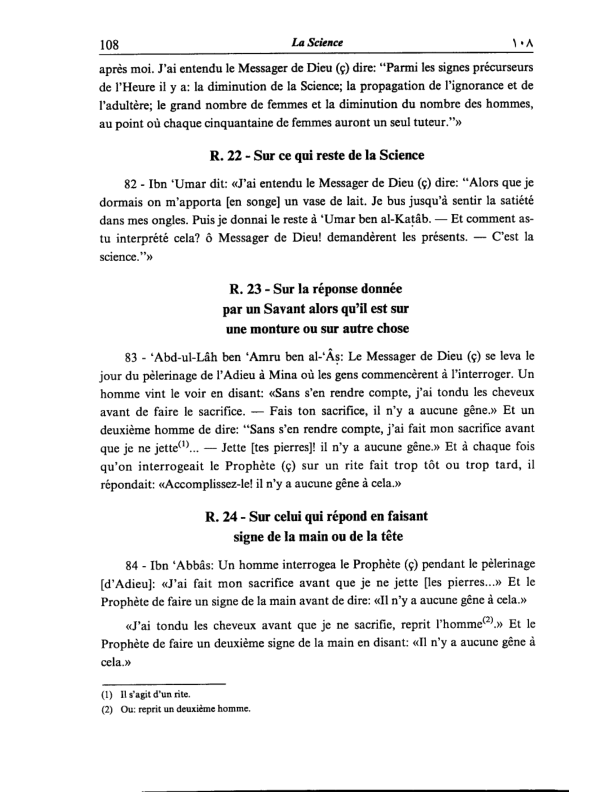 108 La Science ١٠٨
après moi. J'ai entendu le Messager de Dieu (ç) dire: “Parmi les signes précurseurs
de l'Heure il y a: la diminution de la Science; la propagation de l'ignorance et de
l'adultère; le grand nombre de femmes et la diminution du nombre des hommes,
au point où chaque cinquantaine de femmes auront un seul tuteur.”»
R. 22 - Sur ce qui reste de la Science
82 - Ibn ‘Umar dit: «J'ai entendu le Messager de Dieu (ç) dire: “Alors que je
dormais on m'apporta [en songe] un vase de lait. Je bus jusqu'à sentir la satiété
dans mes ongles. Puis je donnai le reste à ‘Umar ben al-Kaṭâb. — Et comment as-
tu interprété cela? ô Messager de Dieu! demandèrent les présents. — C'est la
science.”»
R. 23 - Sur la réponse donnée
par un Savant alors qu'il est sur
une monture ou sur autre chose
83 - ‘Abd-ul-Lâh ben ‘Amru ben al-‘Âṣ: Le Messager de Dieu (ç) se leva le
jour du pèlerinage de l'Adieu à Mina où les gens commencèrent à l'interroger. Un
homme vint le voir en disant: «Sans s'en rendre compte, j'ai tondu les cheveux
avant de faire le sacrifice. — Fais ton sacrifice, il n'y a aucune gêne.» Et un
deuxième homme de dire: “Sans s'en rendre compte, j'ai fait mon sacrifice avant
que je ne jette(1)... — Jette [tes pierres]! il n'y a aucune gêne.» Et à chaque fois
qu'on interrogeait le Prophète (ç) sur un rite fait trop tôt ou trop tard, il
répondait: «Accomplissez-le! il n'y a aucune gêne à cela.»
R. 24 - Sur celui qui répond en faisant
signe de la main ou de la tête
84 - Ibn ‘Abbâs: Un homme interrogea le Prophète (ç) pendant le pèlerinage
[d'Adieu]: «J'ai fait mon sacrifice avant que je ne jette [les pierres...» Et le
Prophète de faire un signe de la main avant de dire: «Il n'y a aucune gêne à cela.»
«J'ai tondu les cheveux avant que je ne sacrifie, reprit l'homme(2).» Et le
Prophète de faire un deuxième signe de la main en disant: «Il n'y a aucune gêne à
cela.»
(1) Il s'agit d'un rite.
(2) Ou: reprit un deuxième homme.